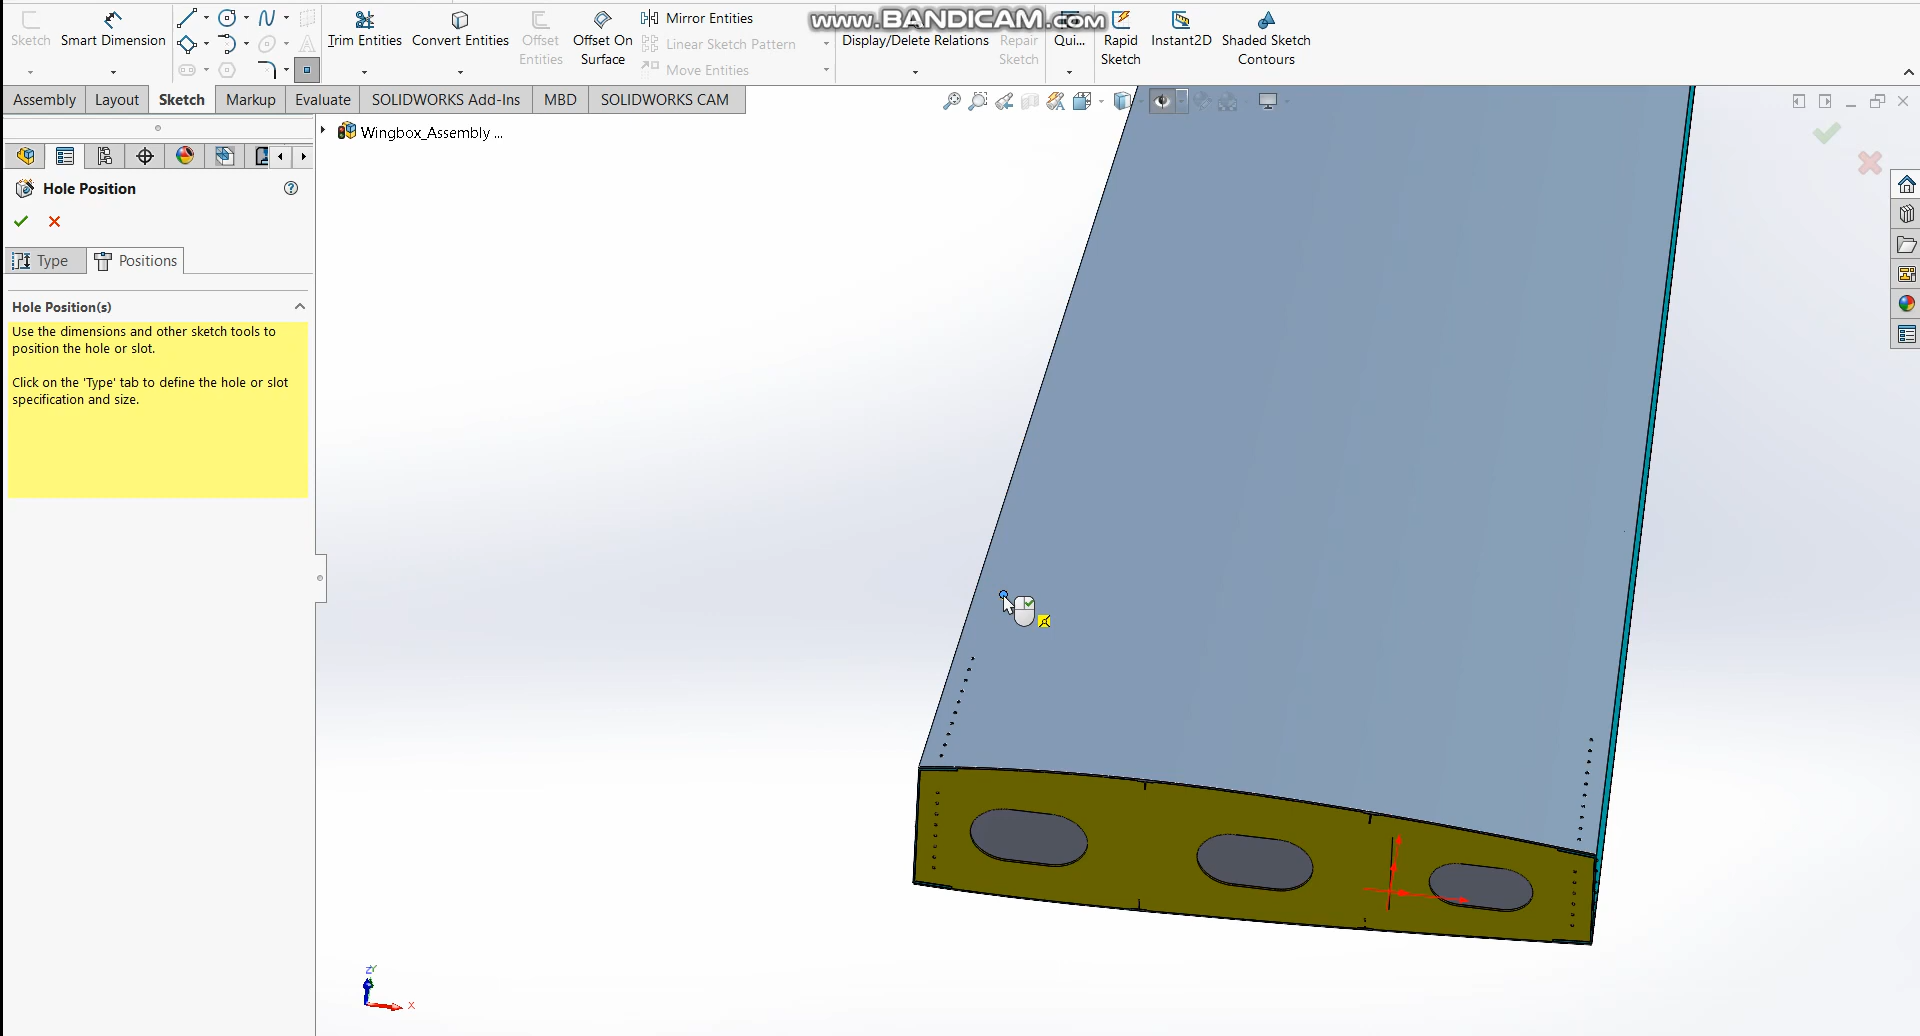 www.BANDICAM.com
Sketch
Smart Dimension
Trim Entities
Convert Entities
Offset Entities
Offset On Surface
Mirror Entities
Linear Sketch Pattern
Move Entities
Display/Delete Relations
Repair Sketch
Qui...
Rapid Sketch
Instant2D
Shaded Sketch Contours
Assembly
Layout
Sketch
Markup
Evaluate
SOLIDWORKS Add-Ins
MBD
SOLIDWORKS CAM
Wingbox_Assembly ...
Hole Position
Type
Positions
Hole Position(s)
Use the dimensions and other sketch tools to
position the hole or slot.
Click on the 'Type' tab to define the hole or slot
specification and size.
X